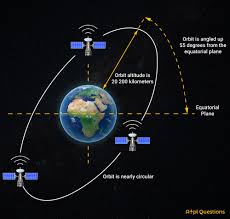 Orbit is angled up
55 degrees from the
equatorial plane
Orbit altitude is
20 200 kilometers
Equatorial
Plane
Orbit is nearly circular